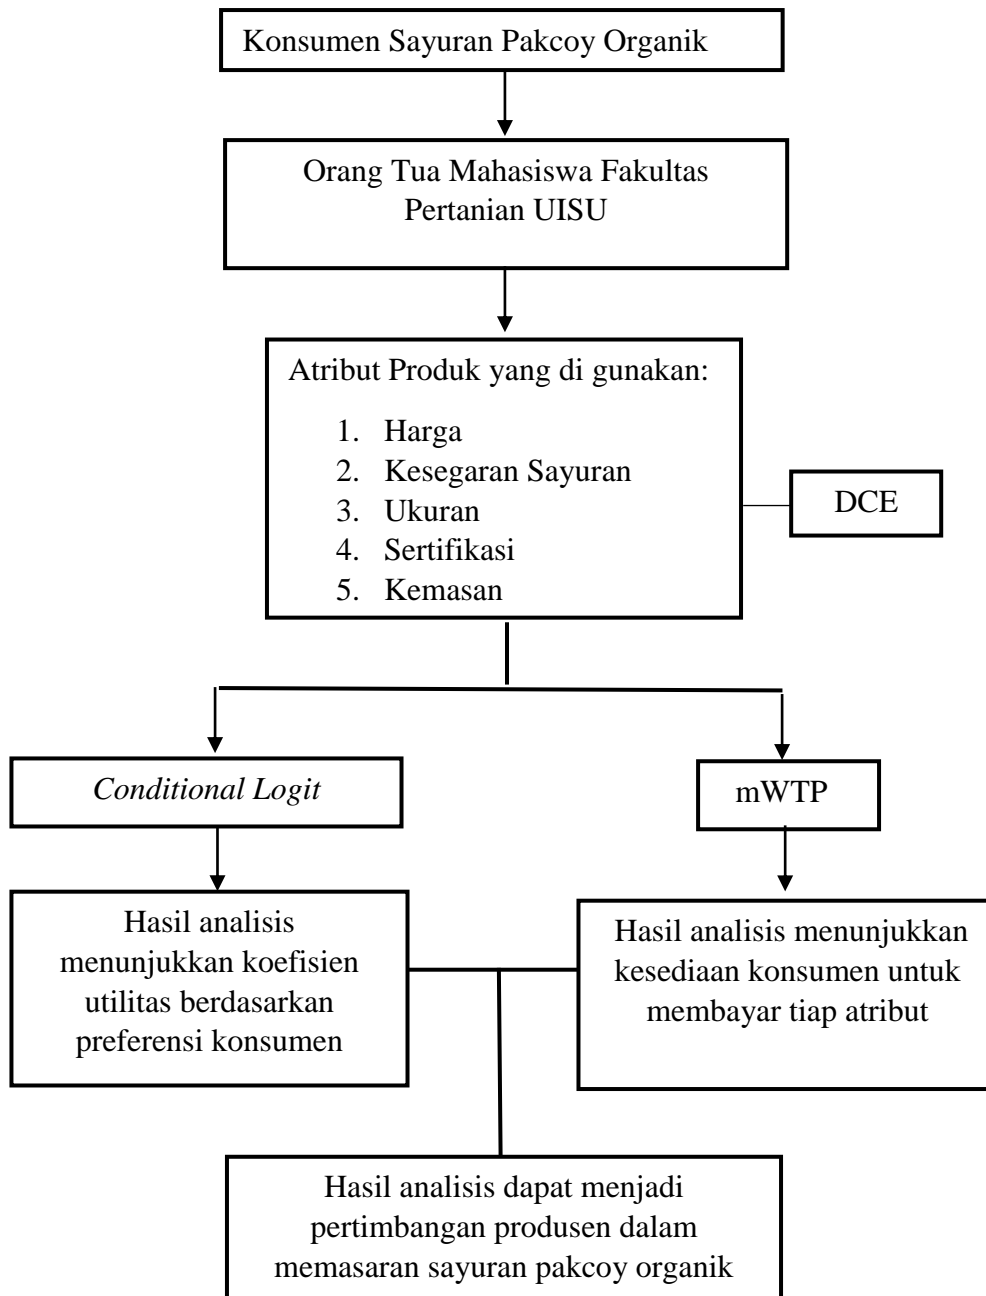 Konsumen Sayuran Pakcoy Organik
Orang Tua Mahasiswa Fakultas
Pertanian UISU
Atribut Produk yang di gunakan:
1. Harga
2. Kesegaran Sayuran
3. Ukuran
4. Sertifikasi
5. Kemasan
DCE
Conditional Logit
mWTP
Hasil analisis
menunjukkan koefisien
utilitas berdasarkan
preferensi konsumen
Hasil analisis menunjukkan
kesediaan konsumen untuk
membayar tiap atribut
Hasil analisis dapat menjadi
pertimbangan produsen dalam
memasaran sayuran pakcoy organik